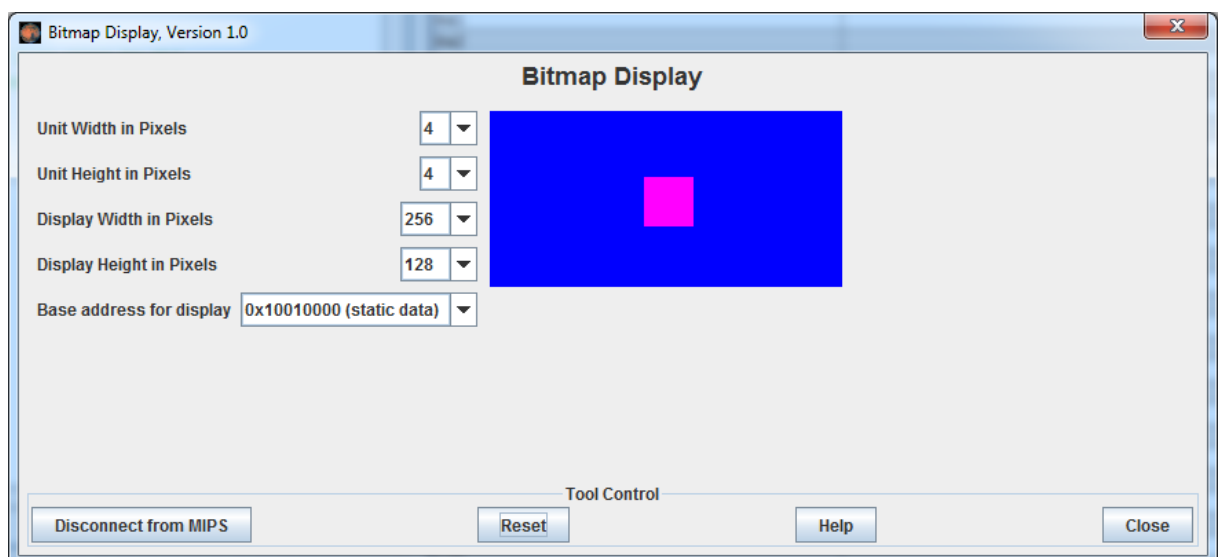 Bitmap Display, Version 1.0
Bitmap Display
Unit Width in Pixels 4
Unit Height in Pixels 4
Display Width in Pixels 256
Display Height in Pixels 128
Base address for display 0x10010000 (static data)
Tool Control
Disconnect from MIPS Reset Help Close